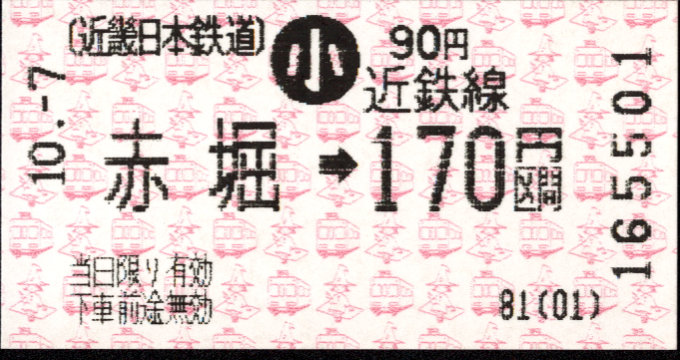 (近畿日本鉄道)
小
90円
近鉄線
10.-7
赤堀➡170円区間
165501
当日限り有効
下車前途無効
81(01)